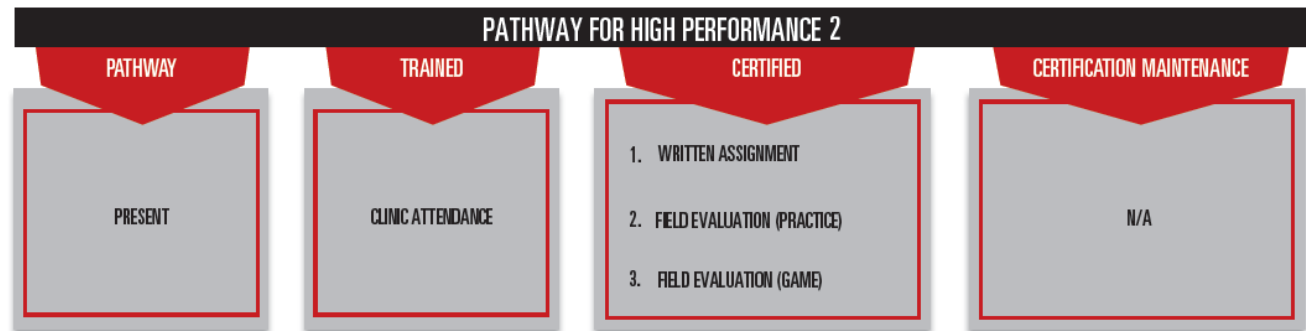 PATHWAY FOR HIGH PERFORMANCE 2
PATHWAY
PRESENT
TRAINED
CLINIC ATTENDANCE
CERTIFIED
1. WRITTEN ASSIGNMENT
2. FIELD EVALUATION (PRACTICE)
3. FIELD EVALUATION (GAME)
CERTIFICATION MAINTENANCE
N/A